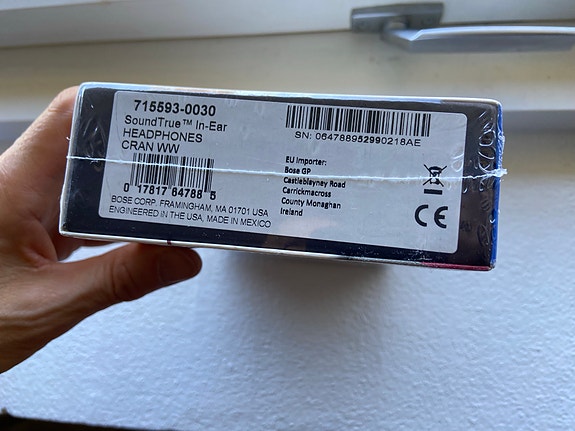 715593-0030
SoundTrue™ In-Ear
HEADPHONES
CRAN WW
0 17817 64788 5
BOSE CORP. FRAMINGHAM, MA 01701 USA
ENGINEERED IN THE USA, MADE IN MEXICO
SN: 064788952990218AE
EU Importer:
Bose GP
Castleblayney Road
Carrickmacross
County Monaghan
Ireland
CE